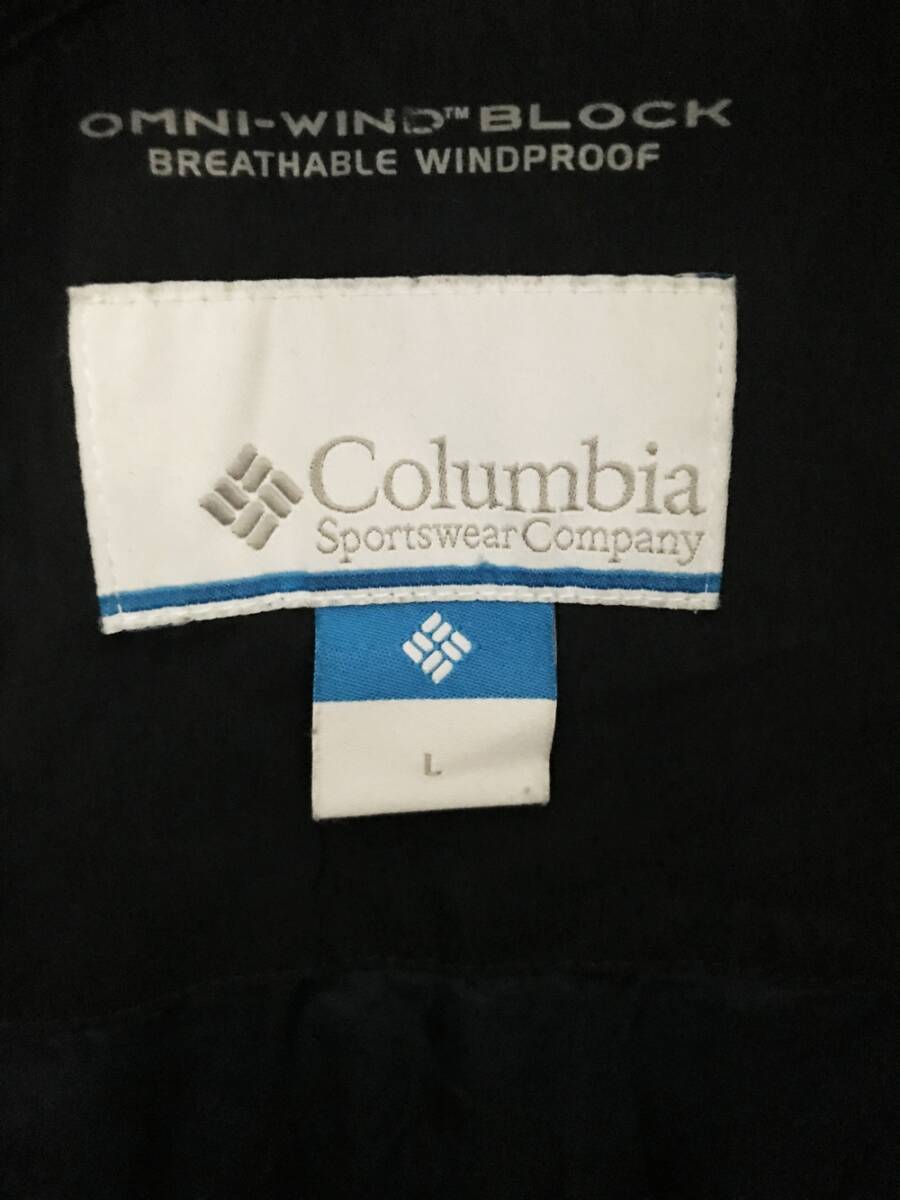 OMNI-WIND™ BLOCK
BREATHABLE WINDPROOF
Columbia
Sportswear Company
L